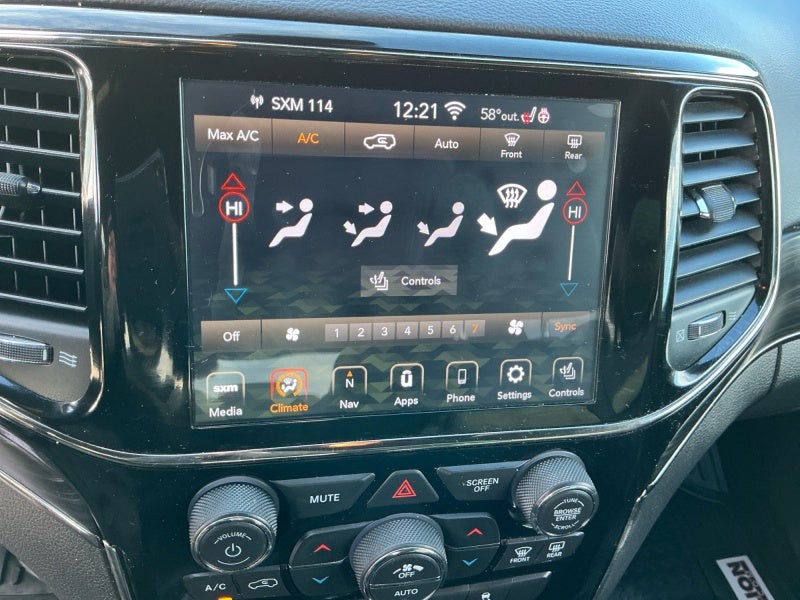 SXM 114 12:21 58°out.
Max A/C A/C Auto Front Rear
HI HI
Controls
Off 1 2 3 4 5 6 7 Sync
sxm N ü
Media Climate Nav Apps Phone Settings Controls
MUTE SCREEN OFF
VOLUME
TUNE
BROWSE
ENTER
SCROLL
A/C OFF FRONT REAR
AUTO